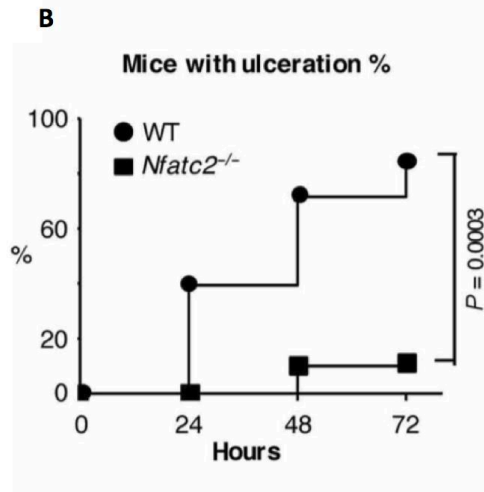 B
Mice with ulceration %
100
WT
Nfatc2-/-
60
%
20
0
0 24 48 72
Hours
P = 0.0003